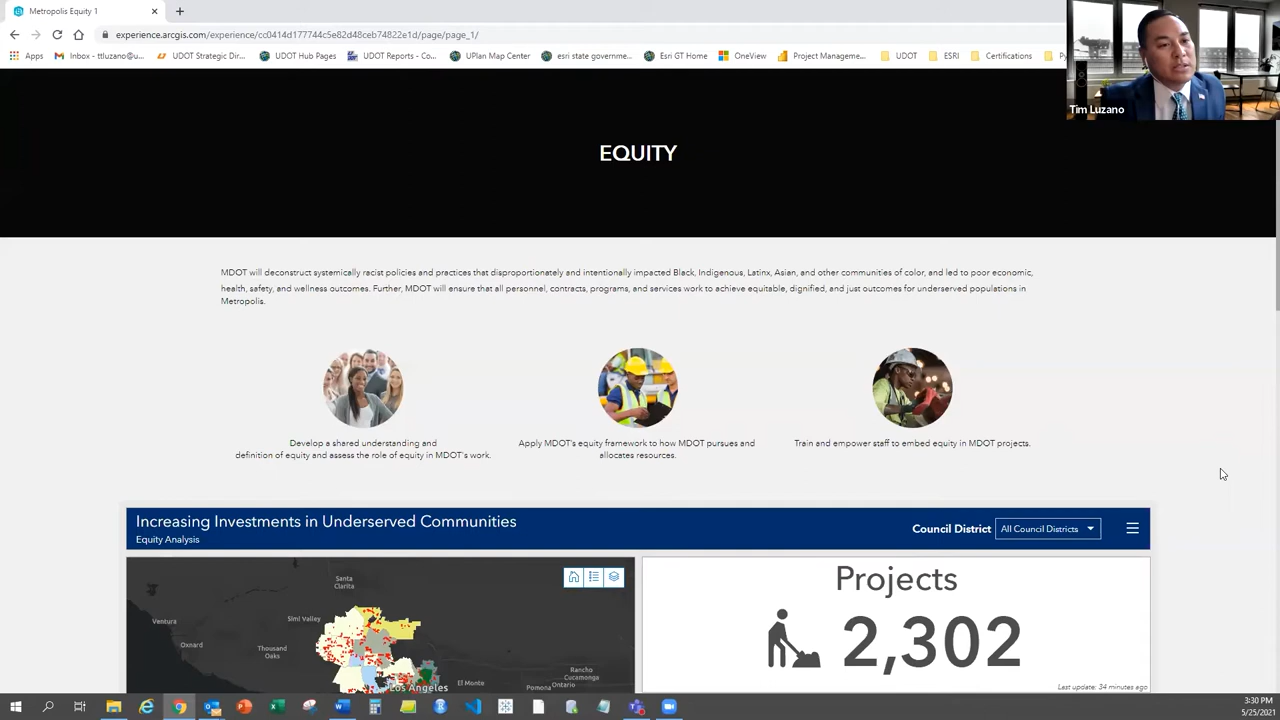 Metropolis Equity 1
experience.arcgis.com/experience/cc0414d177744c5e82d48ceb74822e1d/page/page_1/
Apps
Inbox - ttluzano@u...
UDOT Strategic Dir...
UDOT Hub Pages
UDOT Reports
UPlan Map Center
esri state governme...
Esri GT Home
OneView
Project Manageme...
UDOT
ESRI
Certifications
Tim Luzano
EQUITY
MDOT will deconstruct systemically racist policies and practices that disproportionately and intentionally impacted Black, Indigenous, Latinx, Asian, and other communities of color, and led to poor economic,
health, safety, and wellness outcomes. Further, MDOT will ensure that all personnel, contracts, programs, and services work to achieve equitable, dignified, and just outcomes for underserved populations in
Metropolis.
Develop a shared understanding and
definition of equity and assess the role of equity in MDOT's work.
Apply MDOT's equity framework to how MDOT pursues and
allocates resources.
Train and empower staff to embed equity in MDOT projects.
Increasing Investments in Underserved Communities
Equity Analysis
Council District
All Council Districts
Santa
Clarita
Ventura
Simi Valley
Oxnard
Thousand
Oaks
El Monte
Los Angeles
Pomona
Ontario
Rancho
Cucamonga
Projects
2,302
Last update: 34 minutes ago
3:30 PM
5/25/2021